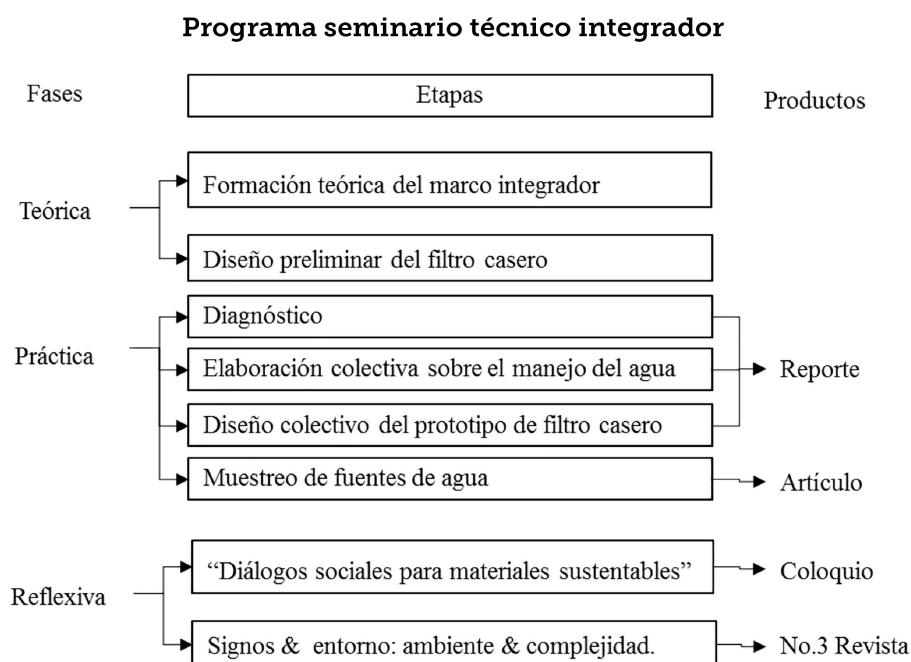 Programa seminario técnico integrador
Fases
Etapas
Productos
Teórica
Formación teórica del marco integrador
Diseño preliminar del filtro casero
Práctica
Diagnóstico
Elaboración colectiva sobre el manejo del agua
Diseño colectivo del prototipo de filtro casero
Reporte
Muestreo de fuentes de agua
Artículo
Reflexiva
“Diálogos sociales para materiales sustentables”
Coloquio
Signos & entorno: ambiente & complejidad.
No.3 Revista